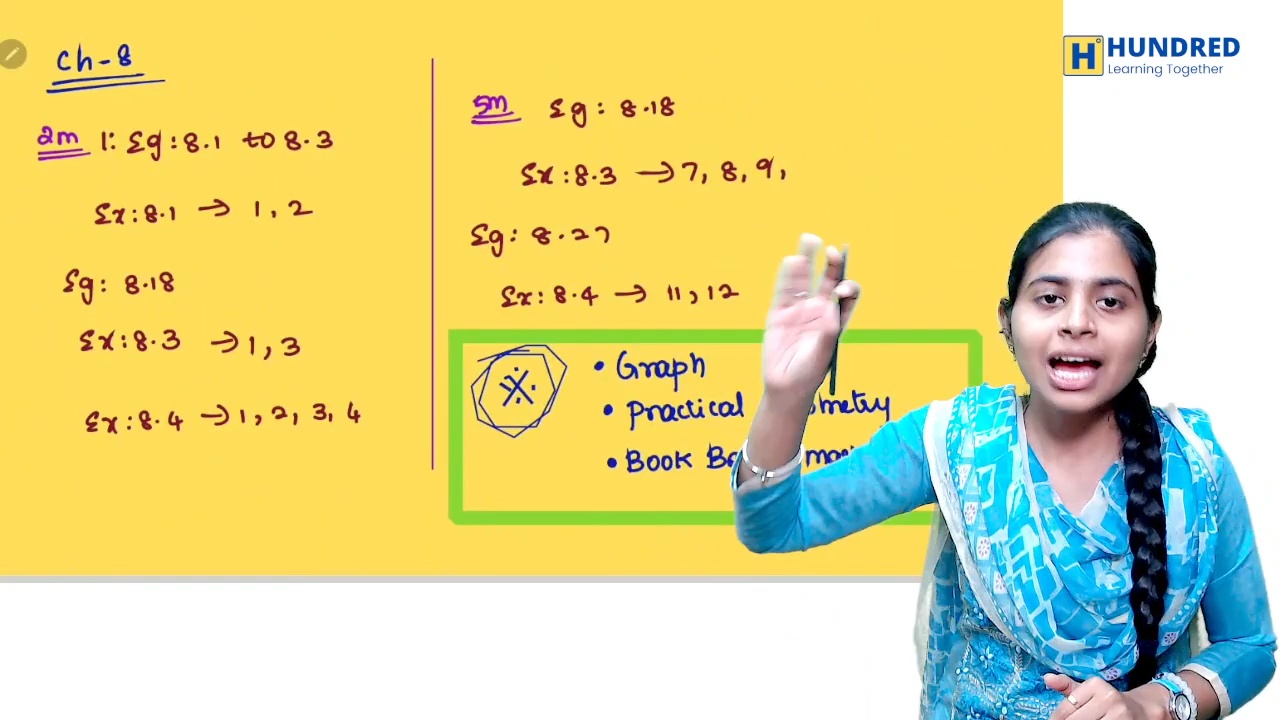 Ch-8
2m 1: Eg: 8.1 to 8.3
Ex: 8.1 → 1, 2
Eg: 8.18
Ex: 8.3 → 1, 3
Ex: 8.4 → 1, 2, 3, 4
5m Eg: 8.18
Ex: 8.3 → 7, 8, 9,
Eg: 8.27
Ex: 8.4 → 11, 12
• Graph
• Practical
• Book
HUNDRED
Learning Together